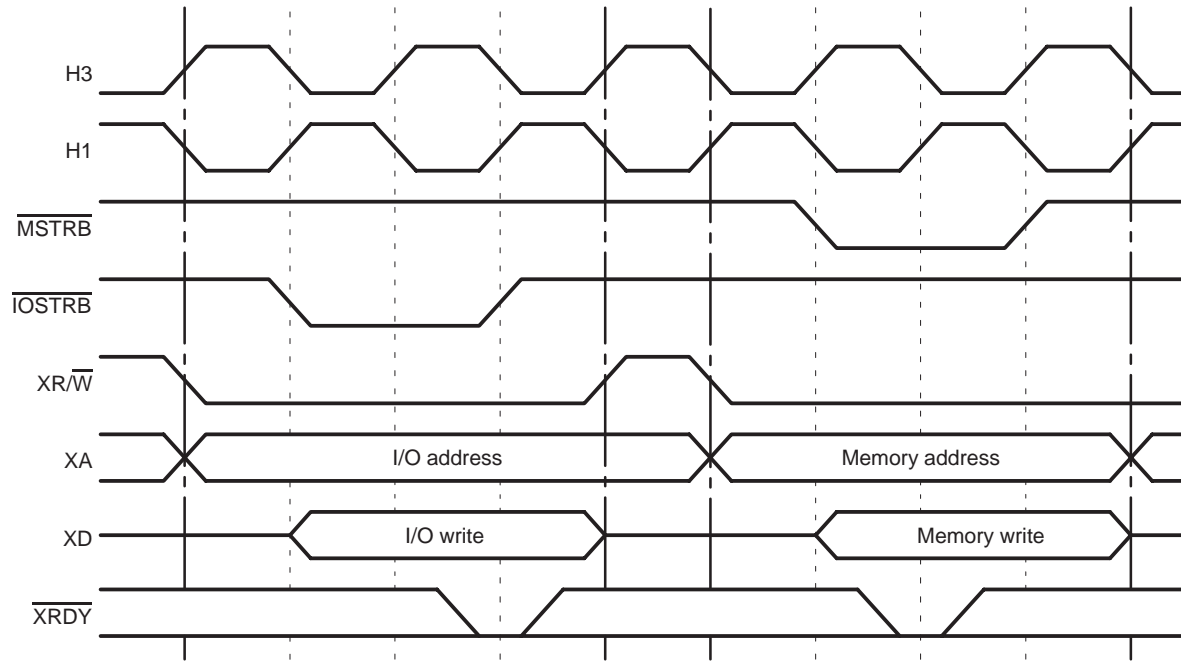 H3
H1
MSTRB
IOSTRB
XR/W
XA I/O address Memory address
XD I/O write Memory write
XRDY